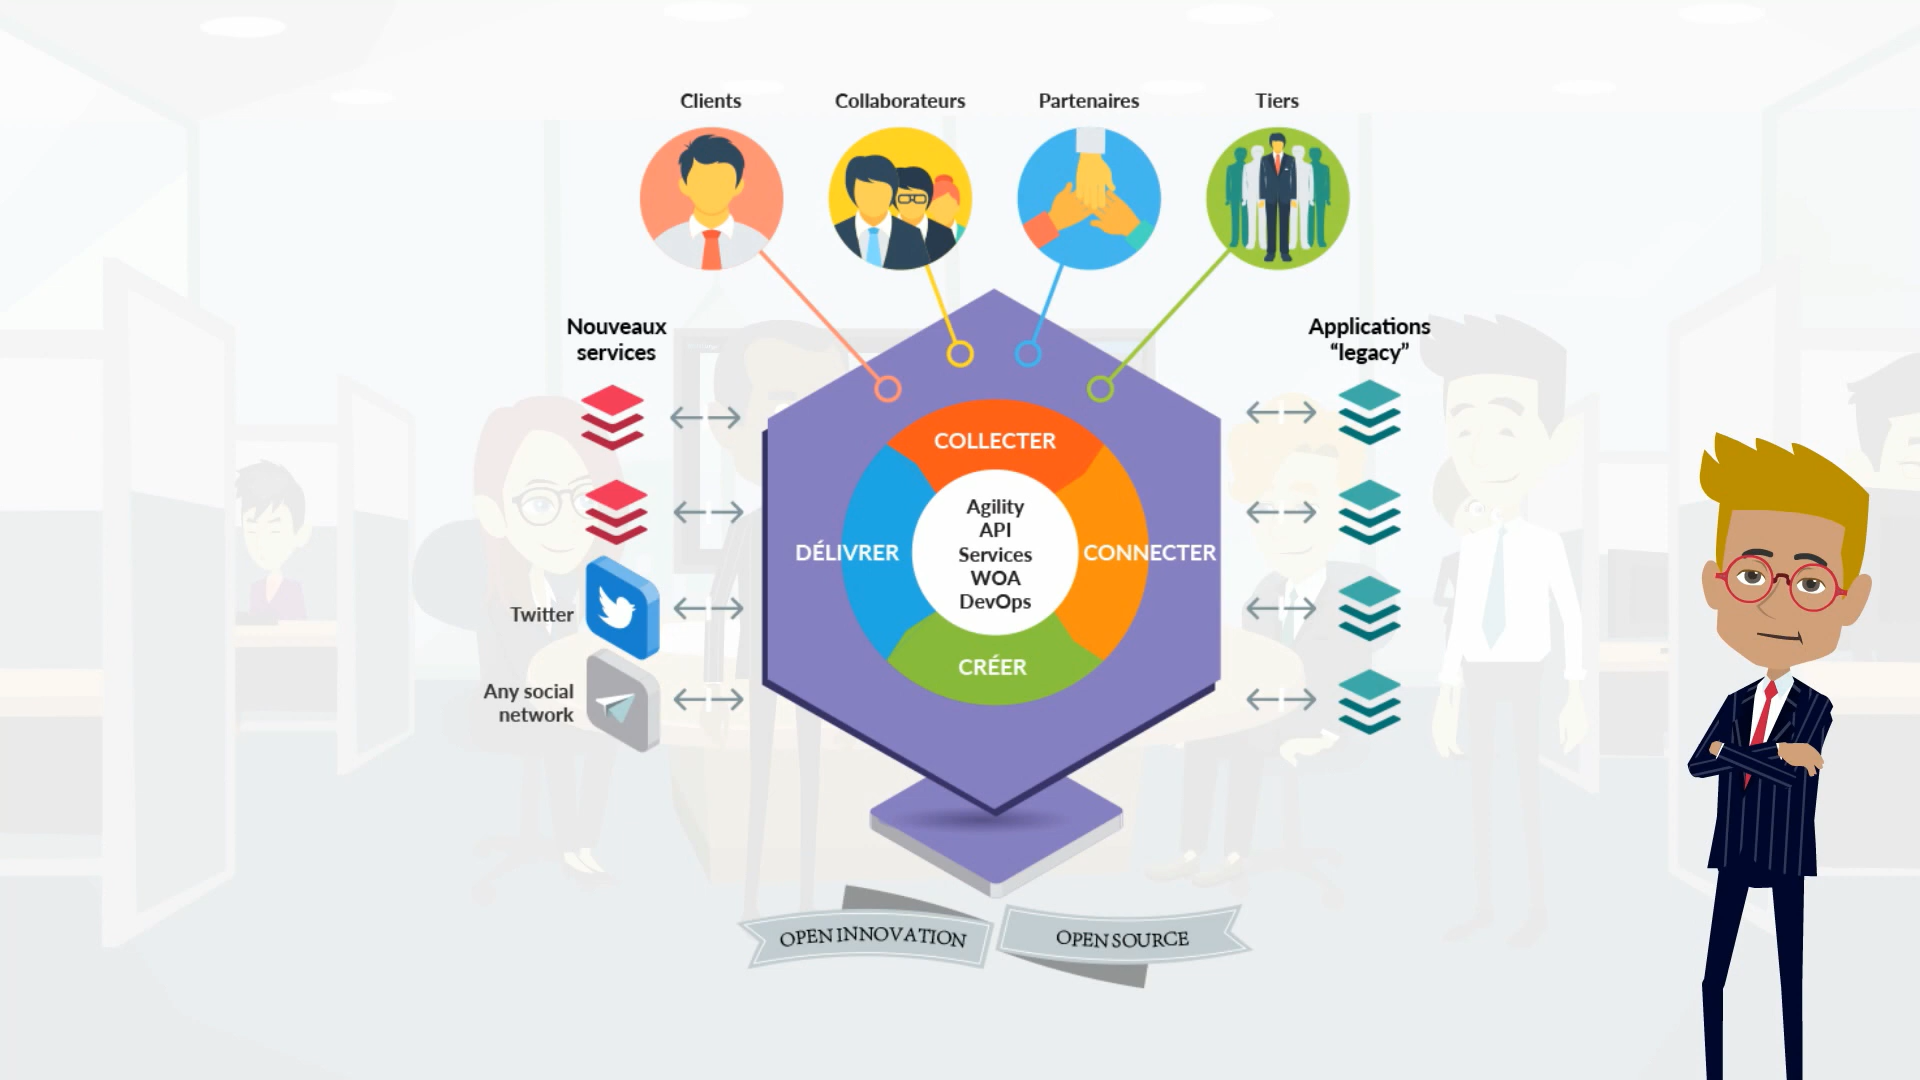 Clients
Collaborateurs
Partenaires
Tiers
Nouveaux
services
Applications
“legacy”
COLLECTER
Agility
API
Services
WOA
DevOps
DÉLIVRER
CONNECTER
CRÉER
Twitter
Any social
network
OPEN INNOVATION
OPEN SOURCE